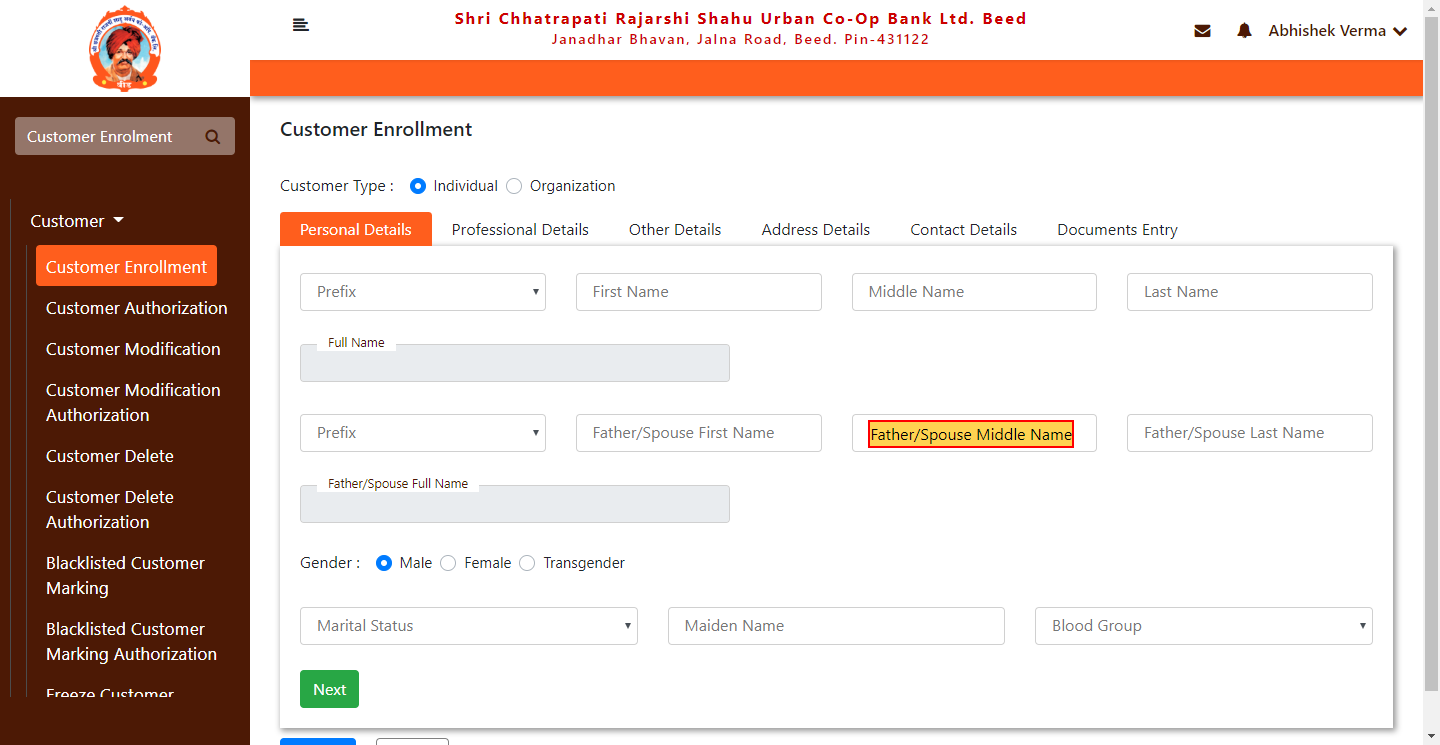 Shri Chhatrapati Rajarshi Shahu Urban Co-Op Bank Ltd. Beed
Janadhar Bhavan, Jalna Road, Beed. Pin-431122
Abhishek Verma
Customer Enrolment
Customer
Customer Enrollment
Customer Authorization
Customer Modification
Customer Modification
Authorization
Customer Delete
Customer Delete
Authorization
Blacklisted Customer
Marking
Blacklisted Customer
Marking Authorization
Freeze Customer
Customer Enrollment
Customer Type : Individual Organization
Personal Details Professional Details Other Details Address Details Contact Details Documents Entry
Prefix First Name Middle Name Last Name
Full Name
Prefix Father/Spouse First Name Father/Spouse Middle Name Father/Spouse Last Name
Father/Spouse Full Name
Gender : Male Female Transgender
Marital Status Maiden Name Blood Group
Next